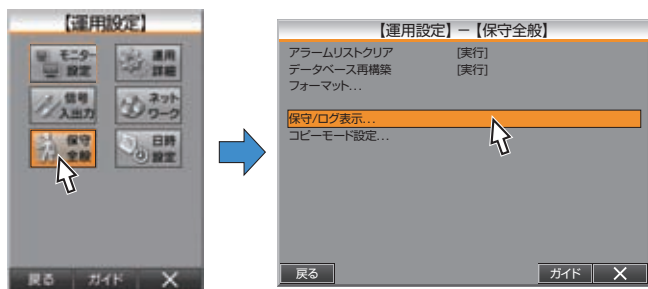 【運用設定】
モニター
設定
運用
詳細
信号
入出力
ネット
ワーク
保守
全般
日時
設定
戻る ガイド X
【運用設定】－【保守全般】
アラームリストクリア [実行]
データベース再構築 [実行]
フォーマット...
保守/ログ表示...
コピーモード設定...
戻る ガイド X